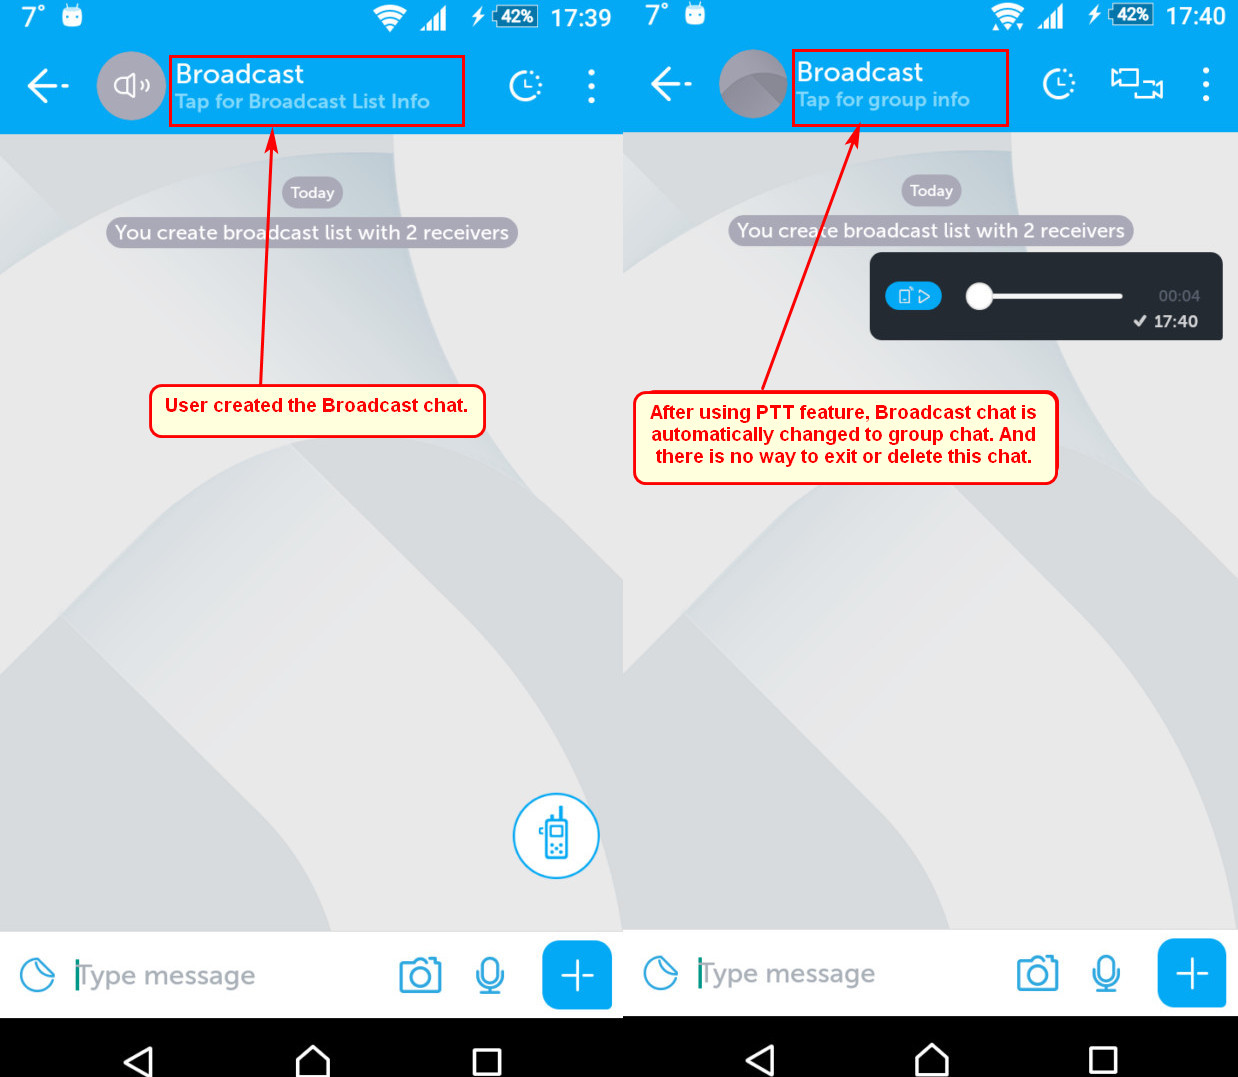 7°
42%
17:39
Broadcast
Tap for Broadcast List Info
Today
You create broadcast list with 2 receivers
User created the Broadcast chat.
Type message
7°
42%
17:40
Broadcast
Tap for group info
Today
You create broadcast list with 2 receivers
00:04
17:40
After using PTT feature, Broadcast chat is
automatically changed to group chat. And
there is no way to exit or delete this chat.
Type message